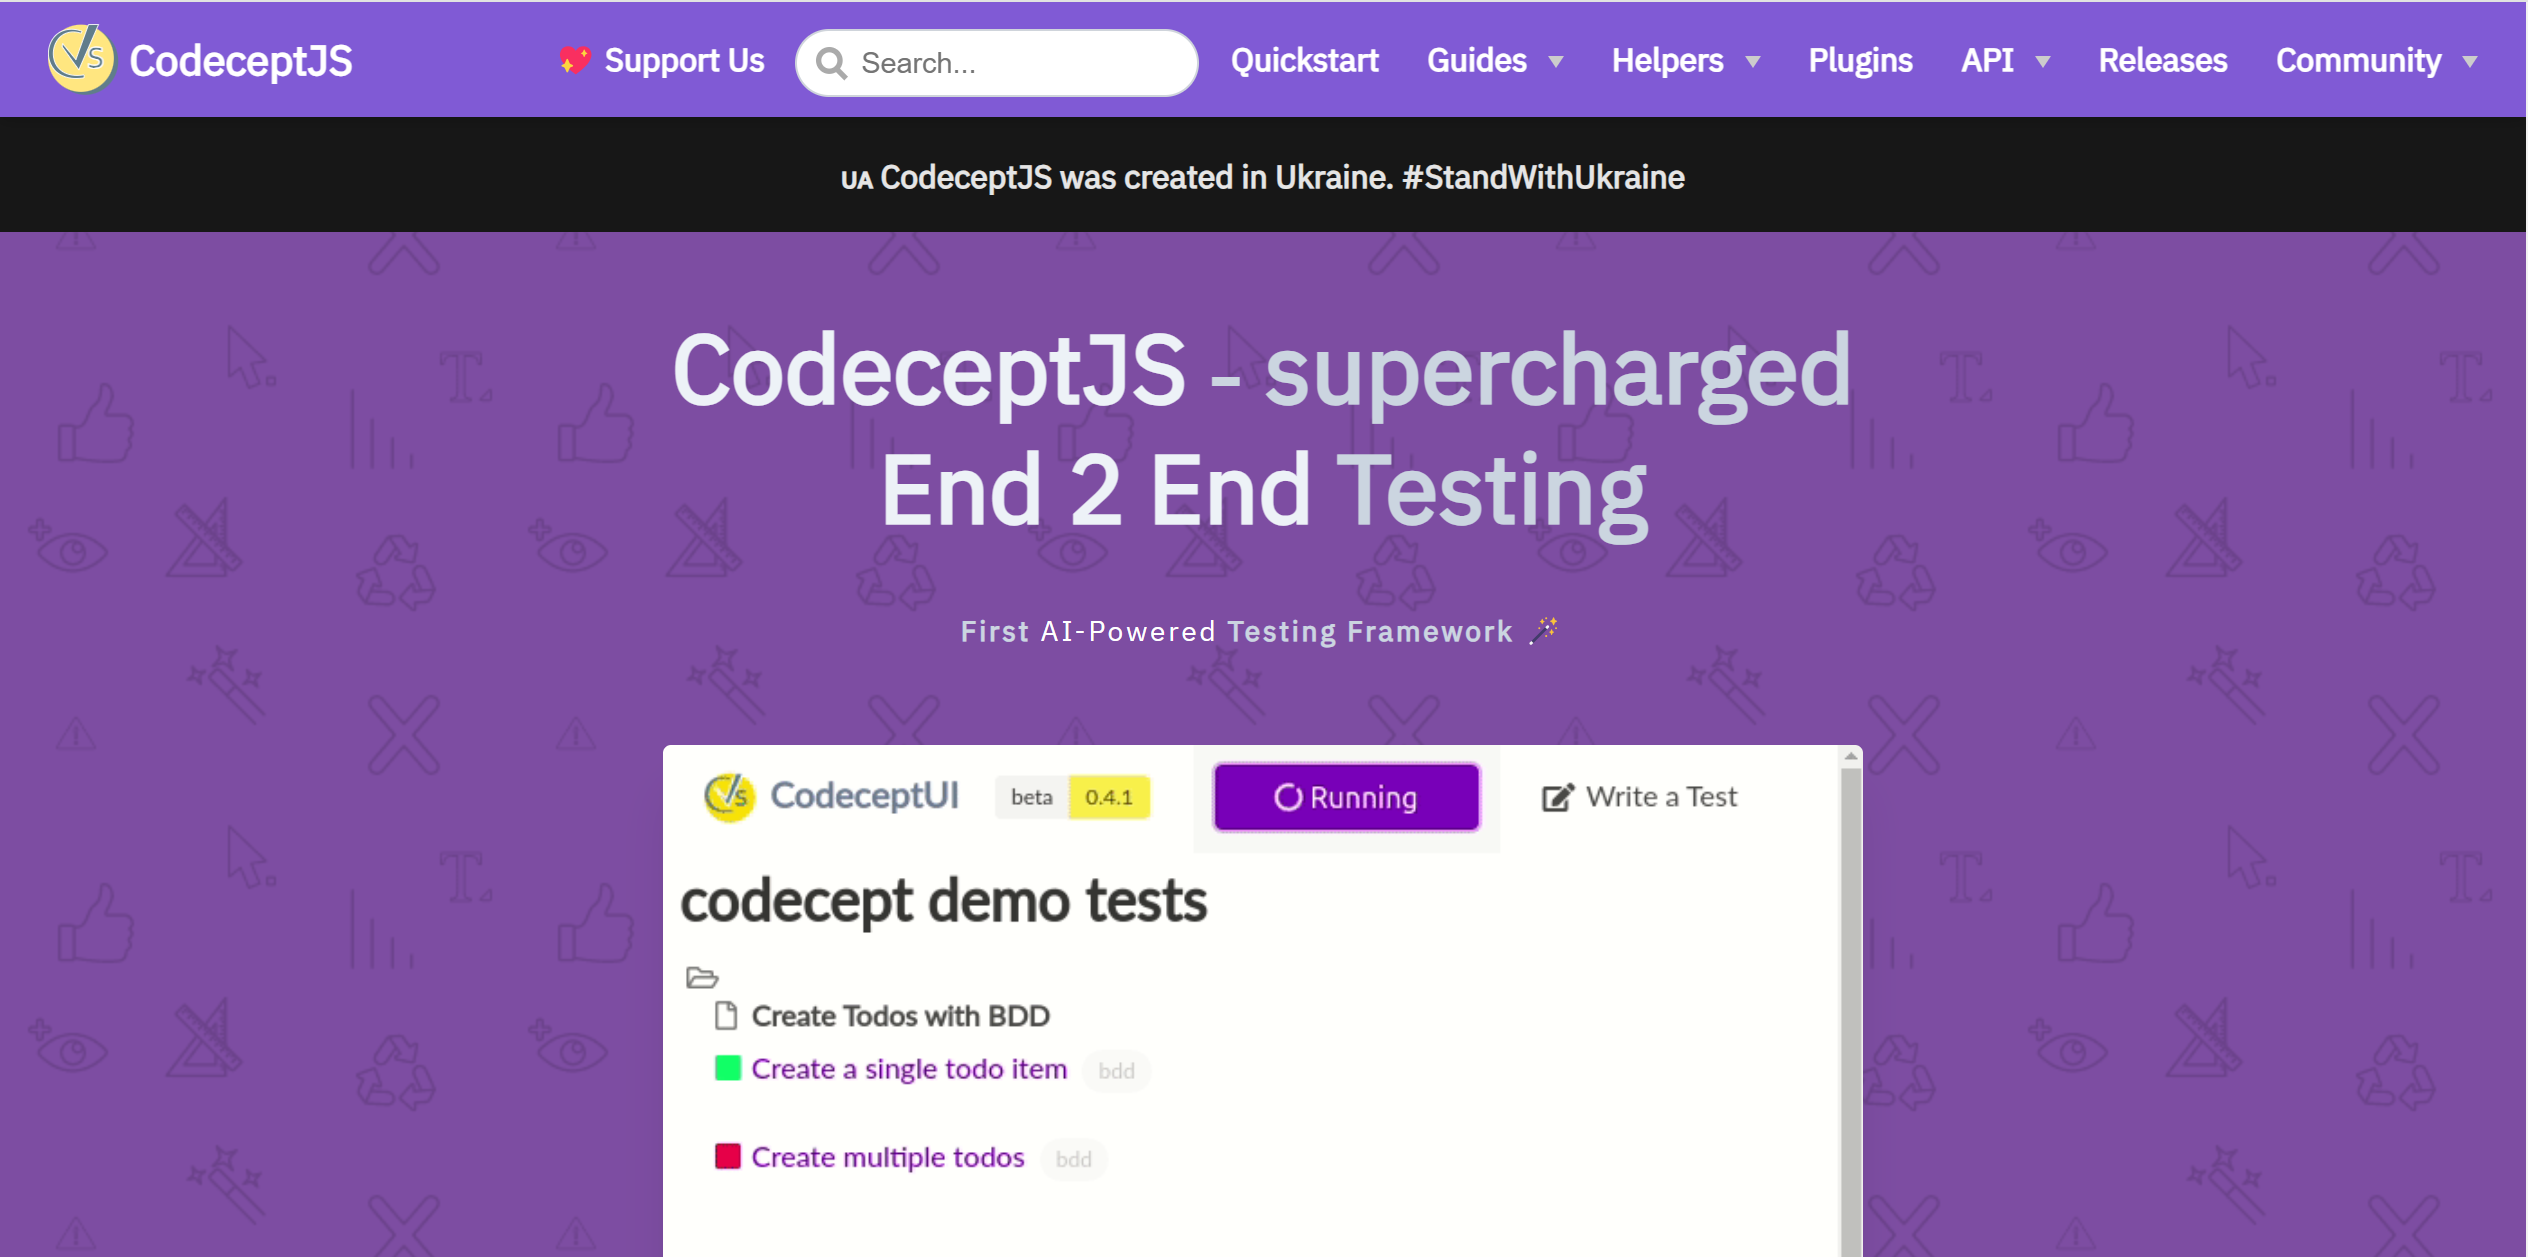 CodeceptJS
💖 Support Us
Search...
Quickstart
Guides
Helpers
Plugins
API
Releases
Community
UA CodeceptJS was created in Ukraine. #StandWithUkraine
CodeceptJS - supercharged
End 2 End Testing
First AI-Powered Testing Framework 🪄
CodeceptUI
beta 0.4.1
Running
Write a Test
codecept demo tests
Create Todos with BDD
Create a single todo item bdd
Create multiple todos bdd